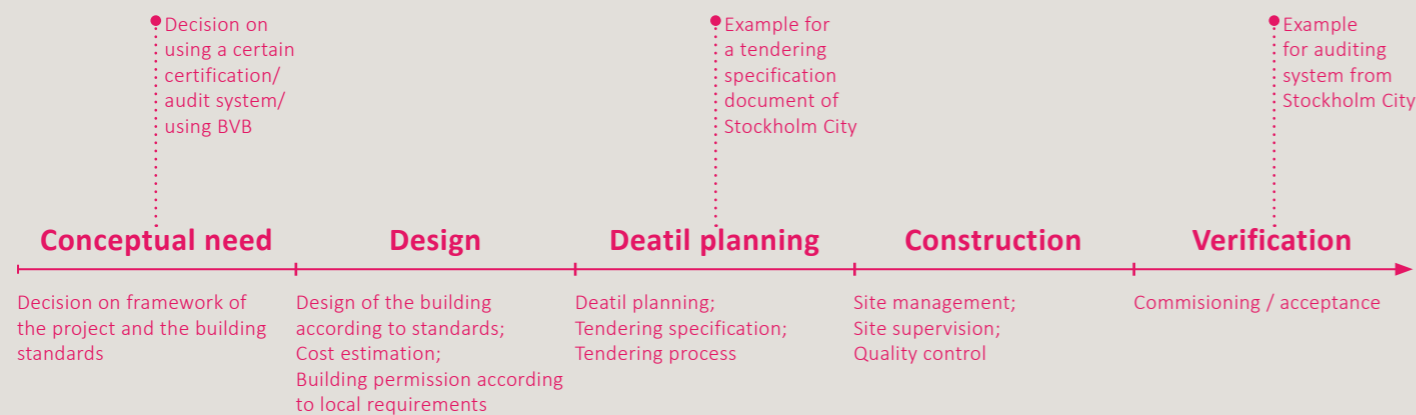 Decision on
using a certain
certification/
audit system/
using BVB
Example for
a tendering
specification
document of
Stockholm City
Example
for auditing
system from
Stockholm City
Conceptual need
Design
Deatil planning
Construction
Verification
Decision on framework of
the project and the building
standards
Design of the building
according to standards;
Cost estimation;
Building permission according
to local requirements
Deatil planning;
Tendering specification;
Tendering process
Site management;
Site supervision;
Quality control
Commisioning / acceptance